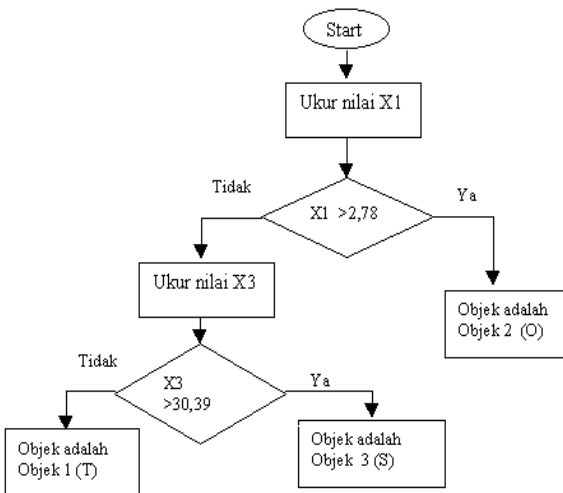 Start
Ukur nilai X1
Tidak
X1 >2,78
Ya
Ukur nilai X3
Objek adalah
Objek 2 (O)
Tidak
X3
>30,39
Ya
Objek adalah
Objek 1 (T)
Objek adalah
Objek 3 (S)